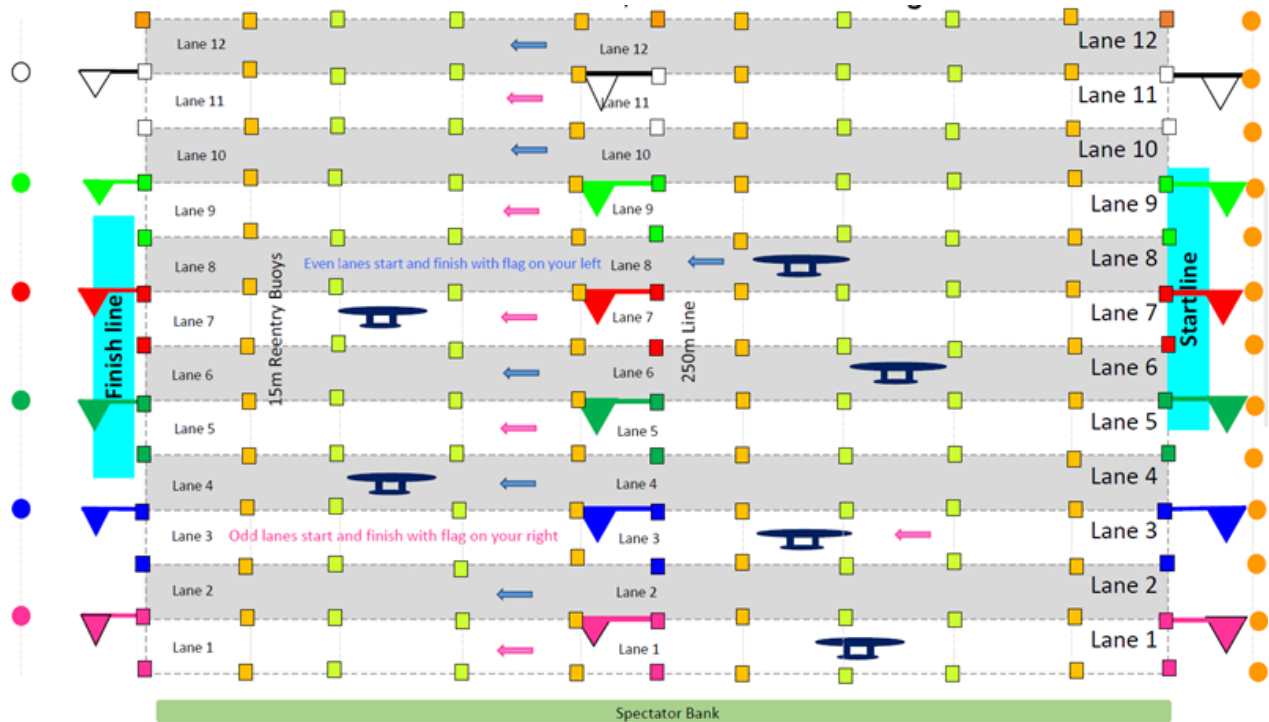 Lane 12 Lane 12 Lane 12
Lane 11 Lane 11 Lane 11
Lane 10 Lane 10 Lane 10
Lane 9 Lane 9 Lane 9
Lane 8 Even lanes start and finish with flag on your left Lane 8 Lane 8
Finish line
15m Reentry Buoys
250m Line
Start line
Lane 7 Lane 7 Lane 7
Lane 6 Lane 6 Lane 6
Lane 5 Lane 5 Lane 5
Lane 4 Lane 4 Lane 4
Lane 3 Odd lanes start and finish with flag on your right Lane 3 Lane 3
Lane 2 Lane 2 Lane 2
Lane 1 Lane 1 Lane 1
Spectator Bank